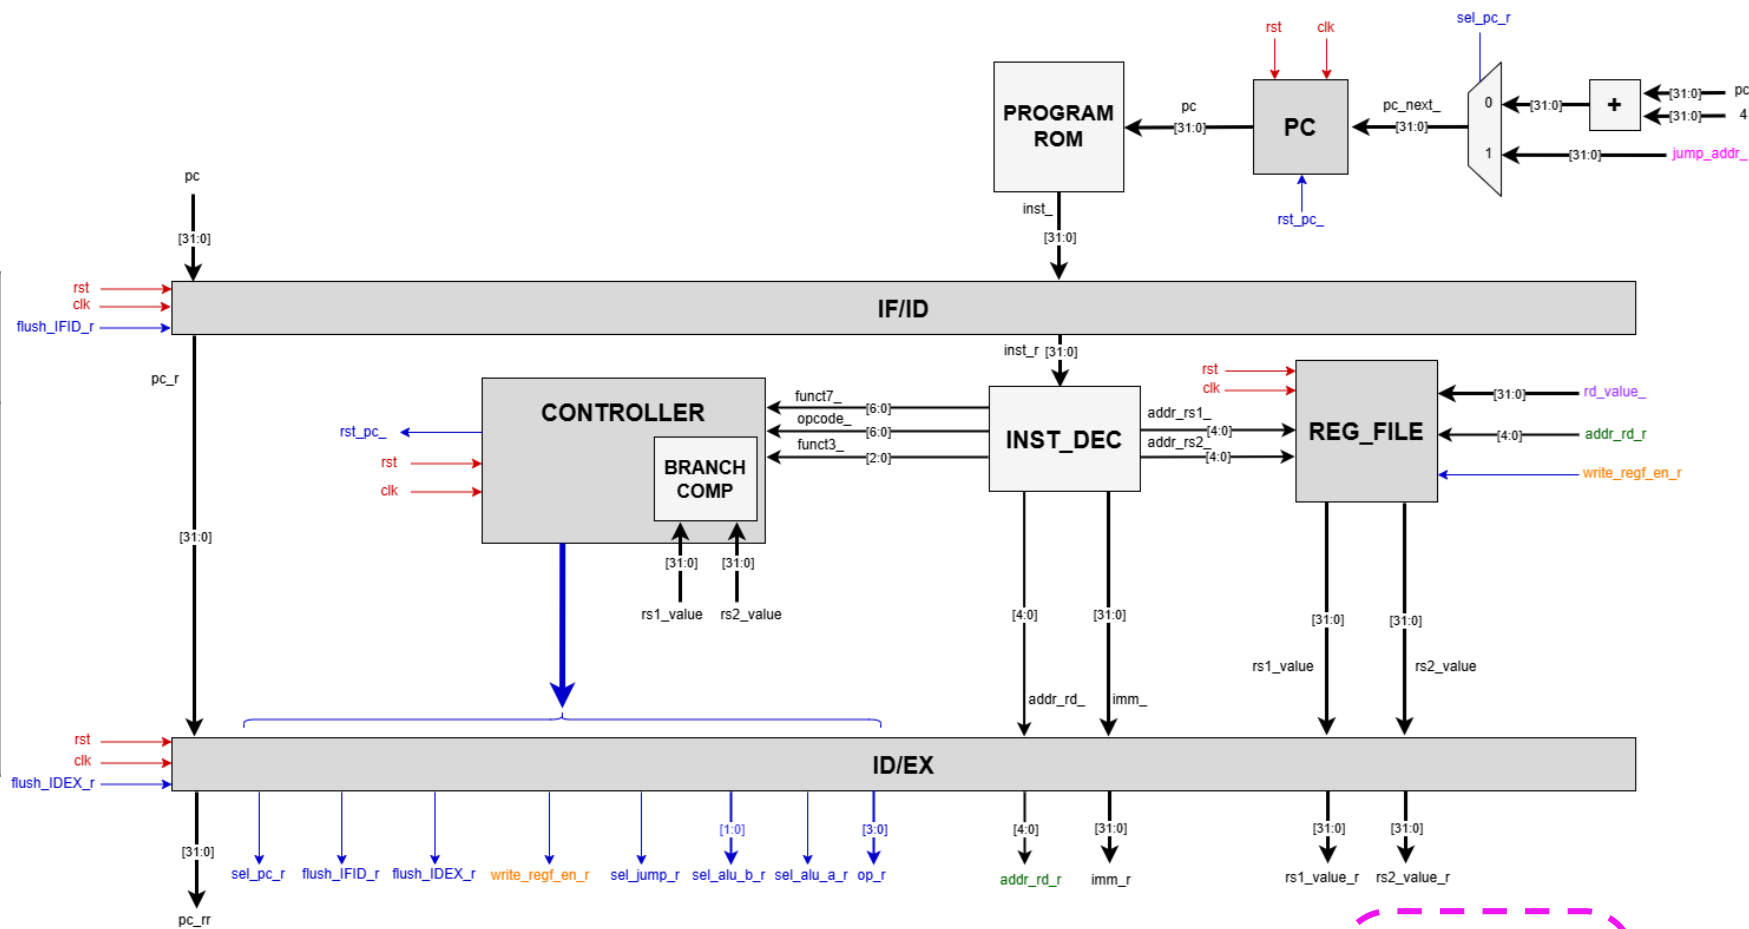 sel_pc_r
rst
clk
PROGRAM
ROM
pc
[31:0]
PC
pc_next_
[31:0]
0
1
[31:0]
+
[31:0]
pc
[31:0]
4
[31:0]
jump_addr_
rst_pc_
inst_
[31:0]
pc
[31:0]
rst
clk
flush_IFID_r
IF/ID
pc_r
[31:0]
inst_r
[31:0]
CONTROLLER
BRANCH
COMP
rst_pc_
rst
clk
funct7_
[6:0]
opcode_
[6:0]
funct3_
[2:0]
INST_DEC
addr_rs1_
[4:0]
addr_rs2_
[4:0]
rst
clk
REG_FILE
[31:0]
rd_value_
[4:0]
addr_rd_r
write_regf_en_r
[31:0]
[31:0]
rs1_value
rs2_value
[4:0]
[31:0]
addr_rd_
imm_
[31:0]
[31:0]
rs1_value
rs2_value
rst
clk
flush_IDEX_r
ID/EX
[31:0]
pc_rr
sel_pc_r
flush_IFID_r
flush_IDEX_r
write_regf_en_r
sel_jump_r
[1:0]
sel_alu_b_r
sel_alu_a_r
[3:0]
op_r
[4:0]
addr_rd_r
[31:0]
imm_r
[31:0]
rs1_value_r
[31:0]
rs2_value_r